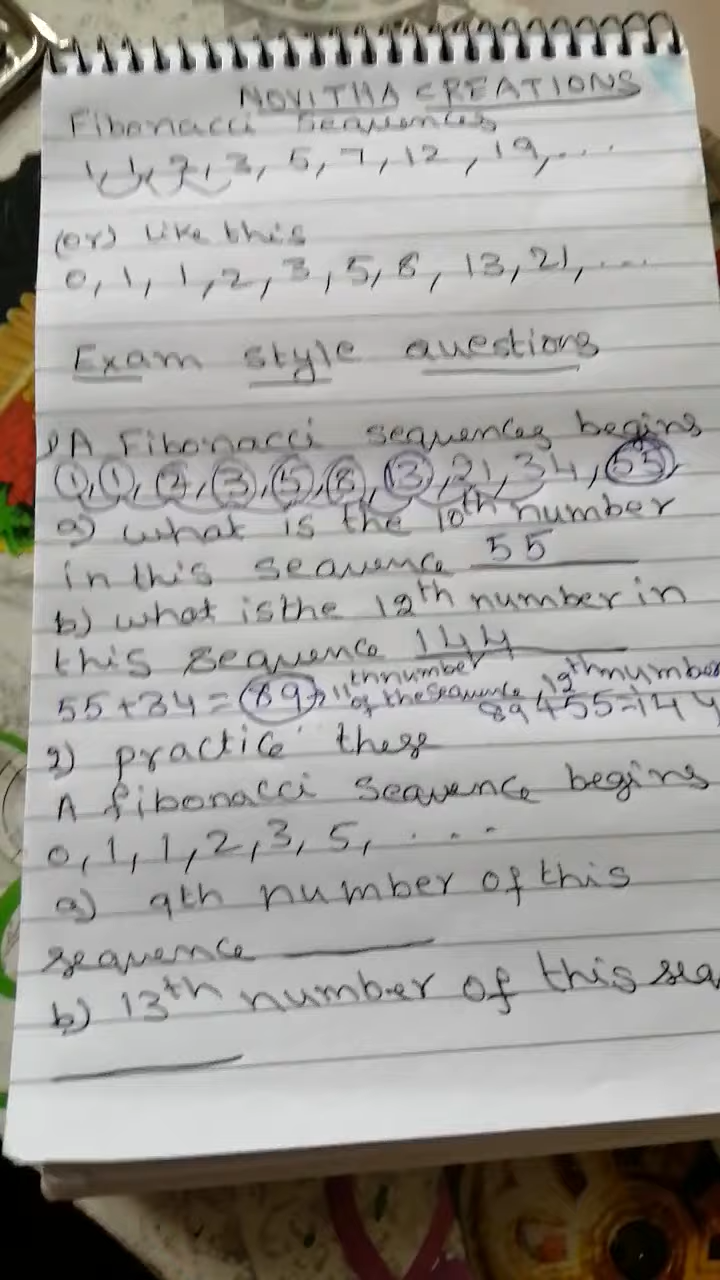 NOVITHA CREATIONS
Fibonacci Sequences
1, 1, 2, 3, 5, 7, 12, 19, ...
(or) like this
0, 1, 1, 2, 3, 5, 8, 13, 21, ...
Exam style questions
1) A Fibonacci sequences begins
1, 1, 2, 3, 5, 8, 13, 21, 34, 55,
a) what is the 10th number
in this sequence 55
b) what is the 12th number in
this sequence 144
55+34=89, 11th number of the sequence, 12th number 89+55=144
2) practice these
A fibonacci sequence begins
0, 1, 1, 2, 3, 5, ...
a) 9th number of this
sequence
b) 13th number of this seq